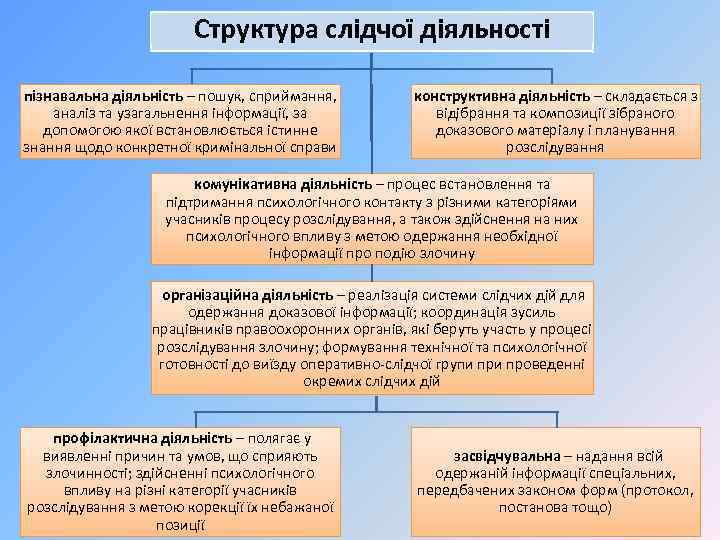 Структура слідчої діяльності
пізнавальна діяльність – пошук, сприймання,
аналіз та узагальнення інформації, за
допомогою якої встановлюється істинне
знання щодо конкретної кримінальної справи
конструктивна діяльність – складається з
відібрання та композиції зібраного
доказового матеріалу і планування
розслідування
комунікативна діяльність – процес встановлення та
підтримання психологічного контакту з різними категоріями
учасників процесу розслідування, а також здійснення на них
психологічного впливу з метою одержання необхідної
інформації про подію злочину
організаційна діяльність – реалізація системи слідчих дій для
одержання доказової інформації; координація зусиль
працівників правоохоронних органів, які беруть участь у процесі
розслідування злочину; формування технічної та психологічної
готовності до виїзду оперативно-слідчої групи при проведенні
окремих слідчих дій
профілактична діяльність – полягає у
виявленні причин та умов, що сприяють
злочинності; здійсненні психологічного
впливу на різні категорії учасників
розслідування з метою корекції їх небажаної
позиції
засвідчувальна – надання всій
одержаній інформації спеціальних,
передбачених законом форм (протокол,
постанова тощо)